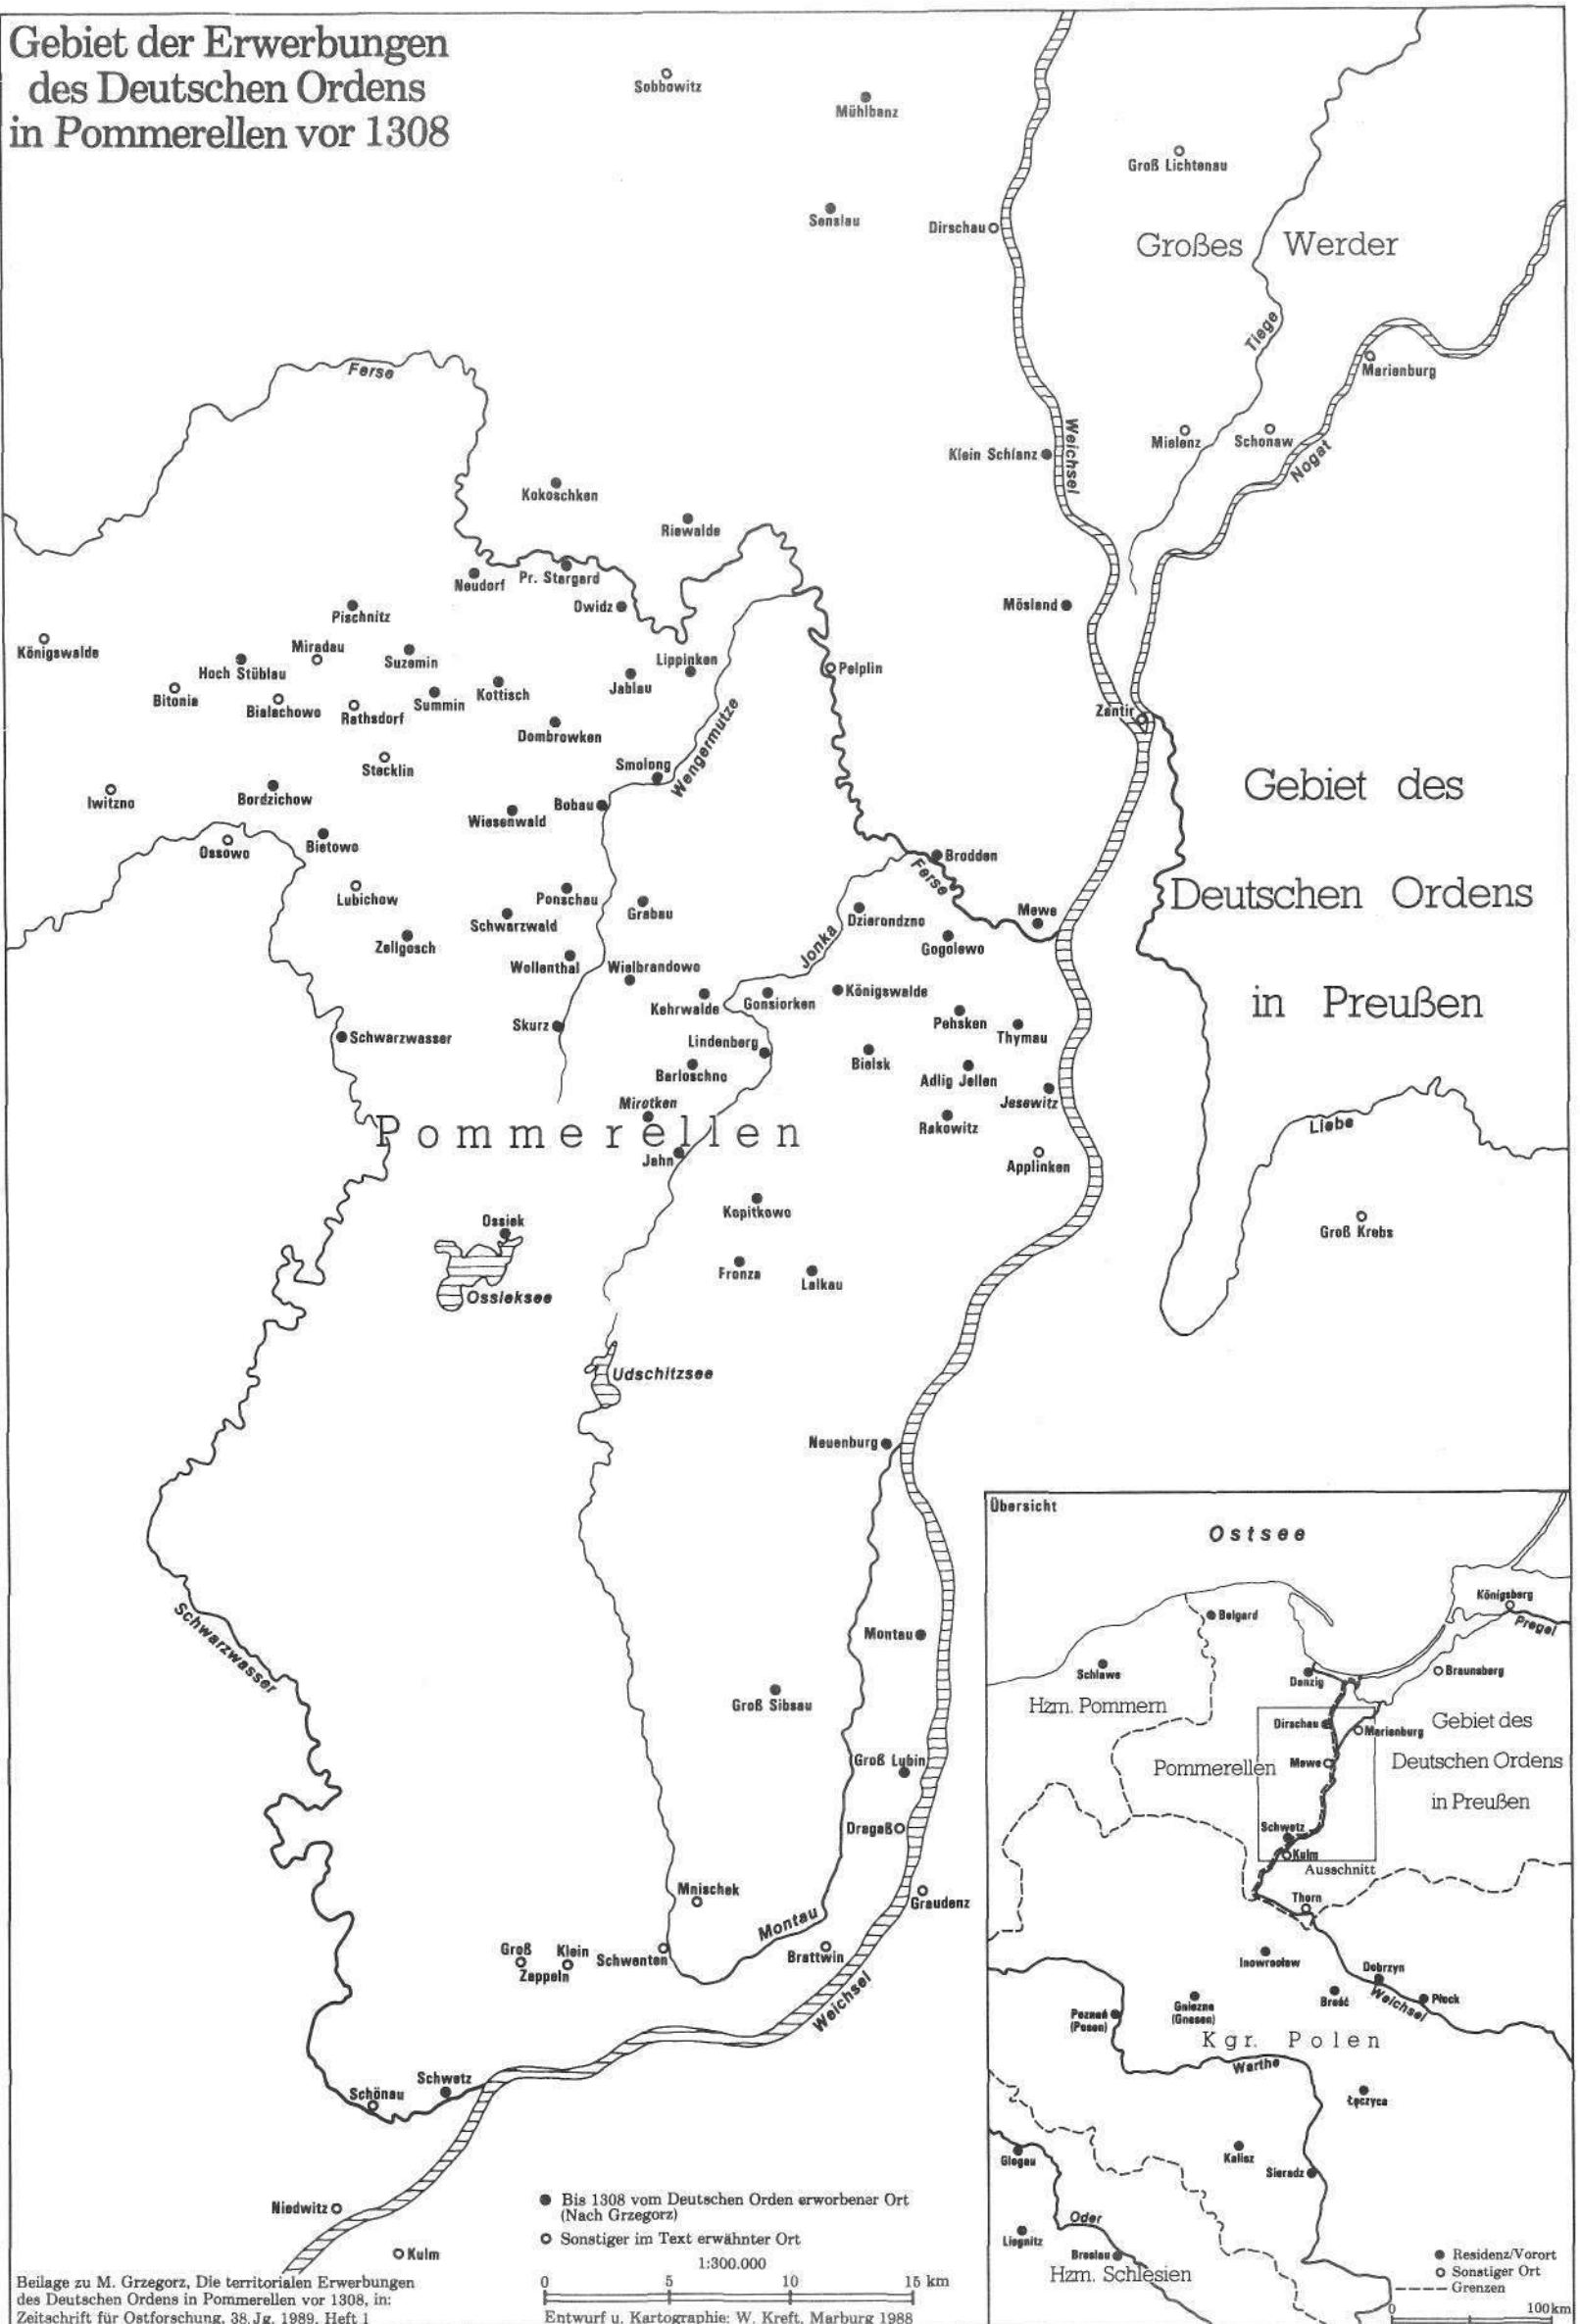 Gebiet der Erwerbungen
des Deutschen Ordens
in Pommerellen vor 1308
Sobbowitz
Mühlbanz
Groß Lichtenau
Senslau
Dirschau
Großes Werder
Tiege
Ferse
Marienburg
Mielenz
Schonaw
Nogat
Klein Schlanz
Weichsel
Kokoschken
Riewalde
Neudorf
Pr. Stargard
Owidz
Mösland
Pischnitz
Königswalde
Miradau
Suzemin
Hoch Stüblau
Lippinken
Pelplin
Bitonia
Bialachowo
Rathsdorf
Summin
Kottisch
Jablau
Zantir
Dombrowken
Wengermutze
Stecklin
Smolong
Gebiet des
Iwitzno
Bordzichow
Bobau
Wiesenwald
Ossowo
Bietowo
Brodden
Ferse
Lubichow
Ponschau
Grabau
Deutschen Ordens
Schwarzwald
Dzierondzno
Mewe
Zellgosch
Jonka
Gogolewo
Wollenthal
Wielbrandowo
Kehrwalde
Gonsiorken
Königswalde
in Preußen
Skurz
Pehsken
Thymau
Schwarzwasser
Lindenberg
Barloschno
Bielsk
Adlig Jellen
Mirotken
Jesewitz
Pommerellen
Rakowitz
Liebe
Jahn
Applinken
Kopitkowo
Ossiek
Groß Krebs
Fronza
Lalkau
Ossieksee
Udschitzsee
Neuenburg
Schwarzwasser
Montau
Groß Sibsau
Groß Lubin
Dragaß
Mnischek
Graudenz
Montau
Groß
Klein
Zappeln
Schwenten
Brattwin
Weichsel
Schwetz
Schönau
Niedwitz
Kulm
Übersicht
Ostsee
Königsberg
Pregel
Belgard
Schlawe
Danzig
Braunsberg
Hzm. Pommern
Dirschau
Marienburg
Gebiet des
Pommerellen
Mewe
Deutschen Ordens
in Preußen
Schwetz
Kulm
Ausschnitt
Thorn
Inowrocław
Dobrzyn
Gniezno
(Gnesen)
Brześć
Weichsel
Płock
Poznań
(Posen)
Kgr. Polen
Warthe
Łęczyca
Glogau
Kalisz
Sieradz
Oder
Liegnitz
Breslau
Hzm. Schlesien
Residenz/Vorort
Sonstiger Ort
Grenzen
0 100km
Bis 1308 vom Deutschen Orden erworbener Ort
(Nach Grzegorz)
Sonstiger im Text erwähnter Ort
1:300.000
0 5 10 15 km
Entwurf u. Kartographie: W. Kreft, Marburg 1988
Beilage zu M. Grzegorz, Die territorialen Erwerbungen
des Deutschen Ordens in Pommerellen vor 1308, in:
Zeitschrift für Ostforschung, 38. Jg. 1989, Heft 1